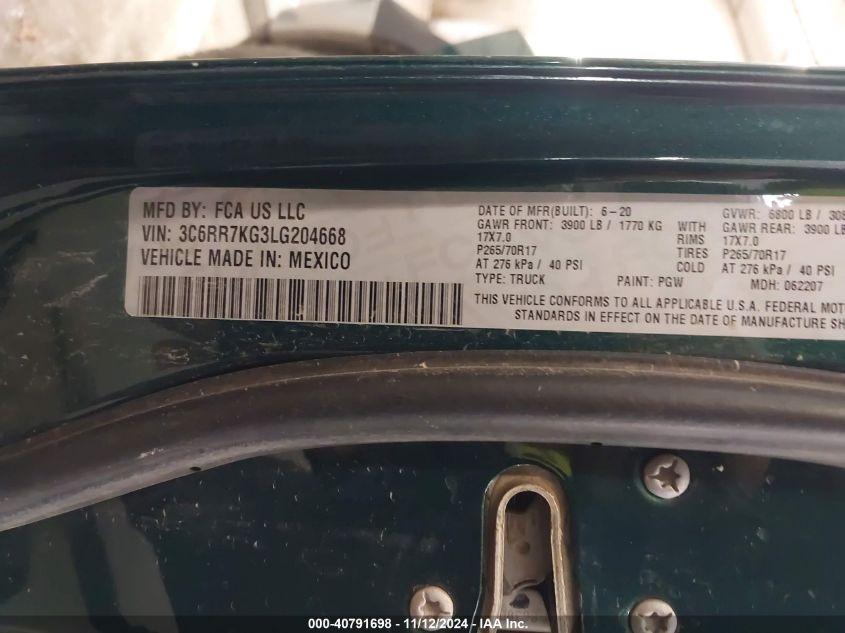 MFD BY: FCA US LLC
VIN: 3C6RR7KG3LG204668
VEHICLE MADE IN: MEXICO
DATE OF MFR(BUILT): 6-20
GAWR FRONT: 3900 LB / 1770 KG
17X7.0
P265/70R17
AT 276 kPa / 40 PSI
TYPE: TRUCK
PAINT: PGW
WITH
RIMS
TIRES
COLD
GVWR: 6800 LB /
GAWR REAR: 3900 LB
17X7.0
P265/70R17
AT 276 kPa / 40 PSI
MDH: 062207
THIS VEHICLE CONFORMS TO ALL APPLICABLE U.S.A. FEDERAL
STANDARDS IN EFFECT ON THE DATE OF MANUFACTURE
000-40791698 - 11/12/2024 - IAA Inc.